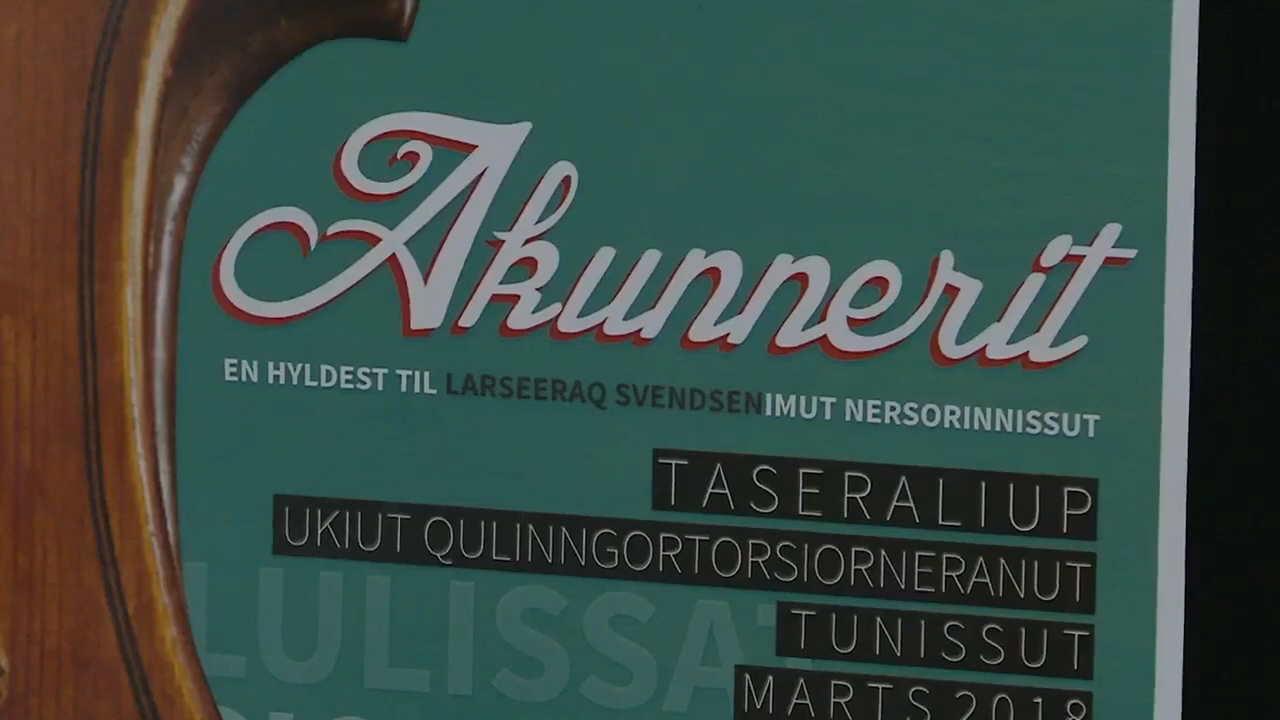 Akunnerit
EN HYLDEST TIL LARSEERAQ SVENDSENIMUT NERSORINNISSUT
TASERALIUP
UKIUT QULINNGORTORSIORNERANUT
TUNISSUT
MARTS 2018